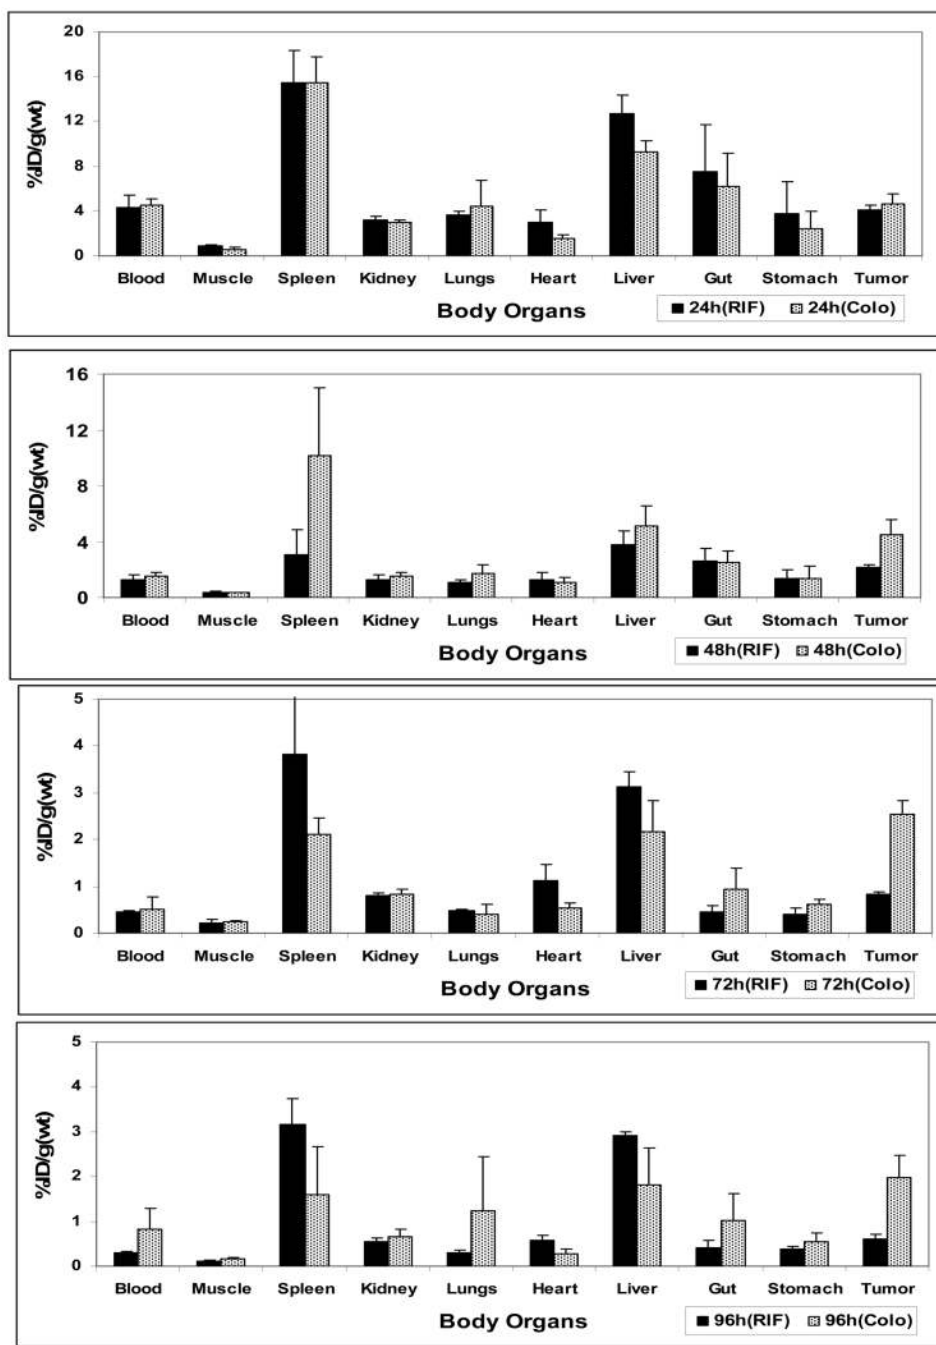 20
16
12
8
4
0
%ID/g(wt)
Blood Muscle Spleen Kidney Lungs Heart Liver Gut Stomach Tumor
Body Organs
24h(RIF) 24h(Colo)
16
12
8
4
0
%ID/g(wt)
Blood Muscle Spleen Kidney Lungs Heart Liver Gut Stomach Tumor
Body Organs
48h(RIF) 48h(Colo)
5
4
3
2
1
0
%ID/g(wt)
Blood Muscle Spleen Kidney Lungs Heart Liver Gut Stomach Tumor
Body Organs
72h(RIF) 72h(Colo)
5
4
3
2
1
0
%ID/g(wt)
Blood Muscle Spleen Kidney Lungs Heart Liver Gut Stomach Tumor
Body Organs
96h(RIF) 96h(Colo)